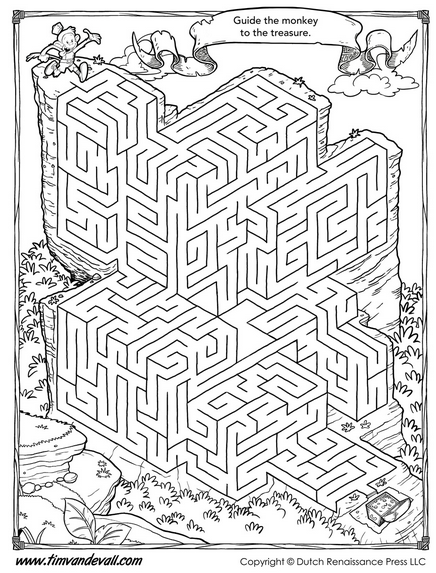 Guide the monkey
to the treasure.
www.timvandevall.com
Copyright © Dutch Renaissance Press LLC